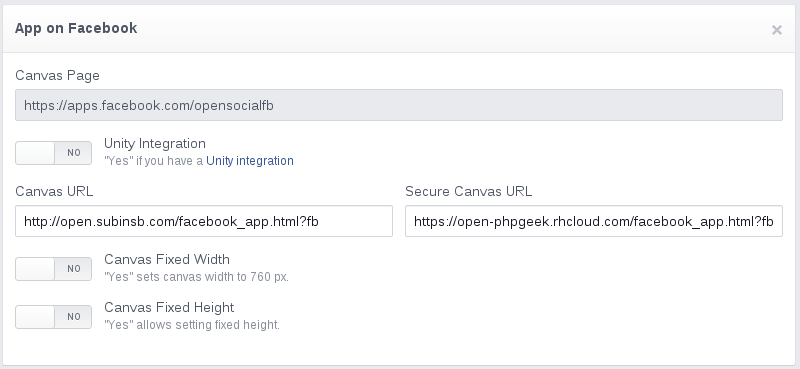 App on Facebook
×
Canvas Page
https://apps.facebook.com/opensocialfb
NO
Unity Integration
"Yes" if you have a Unity integration
Canvas URL
Secure Canvas URL
http://open.subinsb.com/facebook_app.html?fb
https://open-phpgeek.rhcloud.com/facebook_app.html?fb
NO
Canvas Fixed Width
"Yes" sets canvas width to 760 px.
NO
Canvas Fixed Height
"Yes" allows setting fixed height.